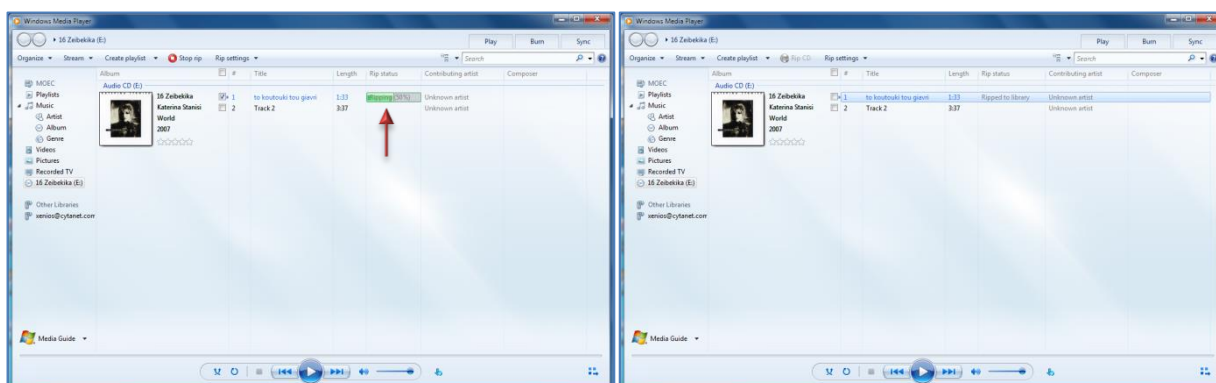 Windows Media Player
16 Zeibekika (E:)
Play Burn Sync
Organize Stream Create playlist Stop rip Rip settings Search
Album # Title Length Rip status Contributing artist Composer
Audio CD (E:)
MOEC
Playlists
Music
Artist
Album
Genre
Videos
Pictures
Recorded TV
16 Zeibekika (E:)
Other Libraries
xenios@cytanet.com
16 Zeibekika
Katerina Stanisi
World
2007
1 to koutouki tou giavri 1:33 Ripping (50%) Unknown artist
2 Track 2 3:37 Unknown artist
Media Guide
Windows Media Player
16 Zeibekika (E:)
Play Burn Sync
Organize Stream Create playlist Rip CD Rip settings Search
Album # Title Length Rip status Contributing artist Composer
Audio CD (E:)
MOEC
Playlists
Music
Artist
Album
Genre
Videos
Pictures
Recorded TV
16 Zeibekika (E:)
Other Libraries
xenios@cytanet.com
16 Zeibekika
Katerina Stanisi
World
2007
1 to koutouki tou giavri 1:33 Ripped to library Unknown artist
2 Track 2 3:37 Unknown artist
Media Guide